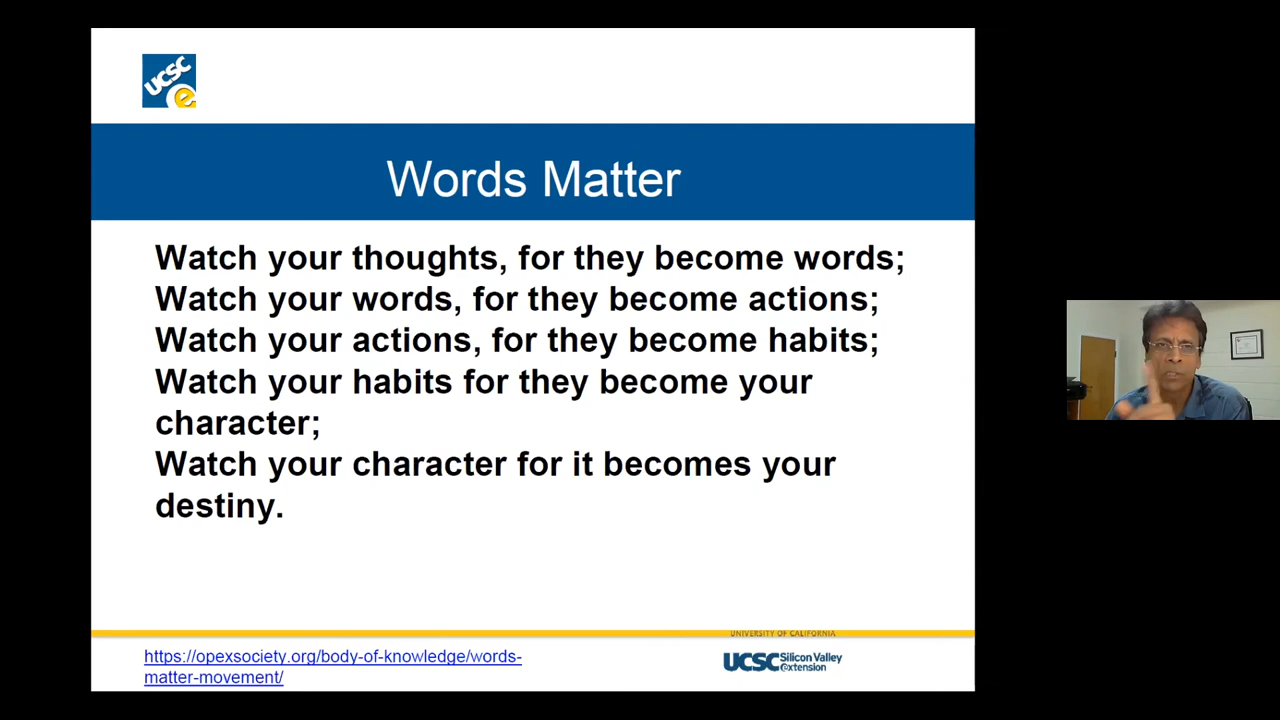 UCSC
e
Words Matter
Watch your thoughts, for they become words;
Watch your words, for they become actions;
Watch your actions, for they become habits;
Watch your habits for they become your
character;
Watch your character for it becomes your
destiny.
UNIVERSITY OF CALIFORNIA
https://opexsociety.org/body-of-knowledge/words-
matter-movement/
UCSC Silicon Valley
extension